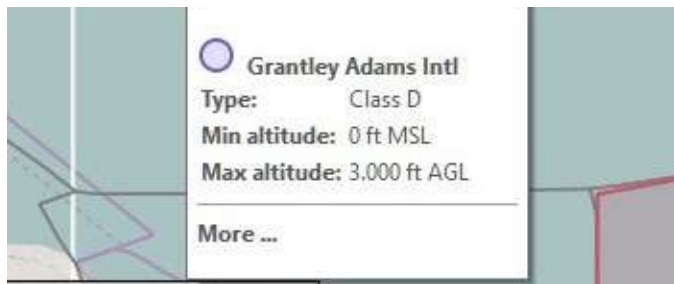 Grantley Adams Intl
Type: Class D
Min altitude: 0 ft MSL
Max altitude: 3.000 ft AGL
More ...